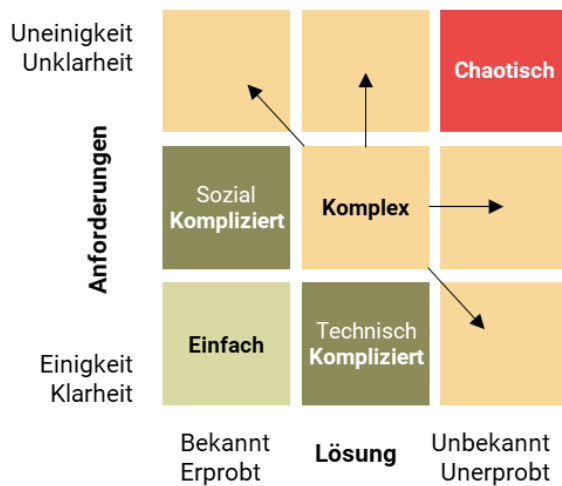 Uneinigkeit
Unklarheit
Chaotisch
Anforderungen
Sozial
Kompliziert
Komplex
Einfach
Technisch
Kompliziert
Einigkeit
Klarheit
Bekannt
Erprobt
Lösung
Unbekannt
Unerprobt